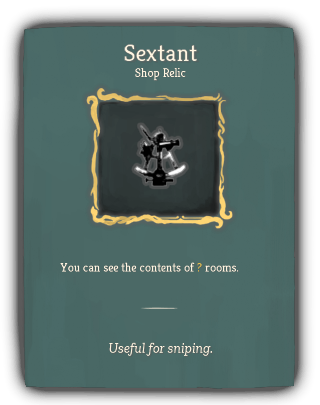 Sextant
Shop Relic
You can see the contents of ? rooms.
Useful for sniping.